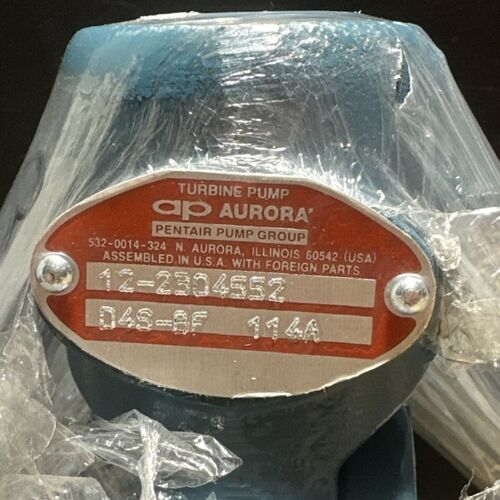 TURBINE PUMP
ap AURORA
PENTAIR PUMP GROUP
532-0014-324 N. AURORA, ILLINOIS 60542 (USA)
ASSEMBLED IN U.S.A. WITH FOREIGN PARTS
12-2304552
D4S-BF 114A